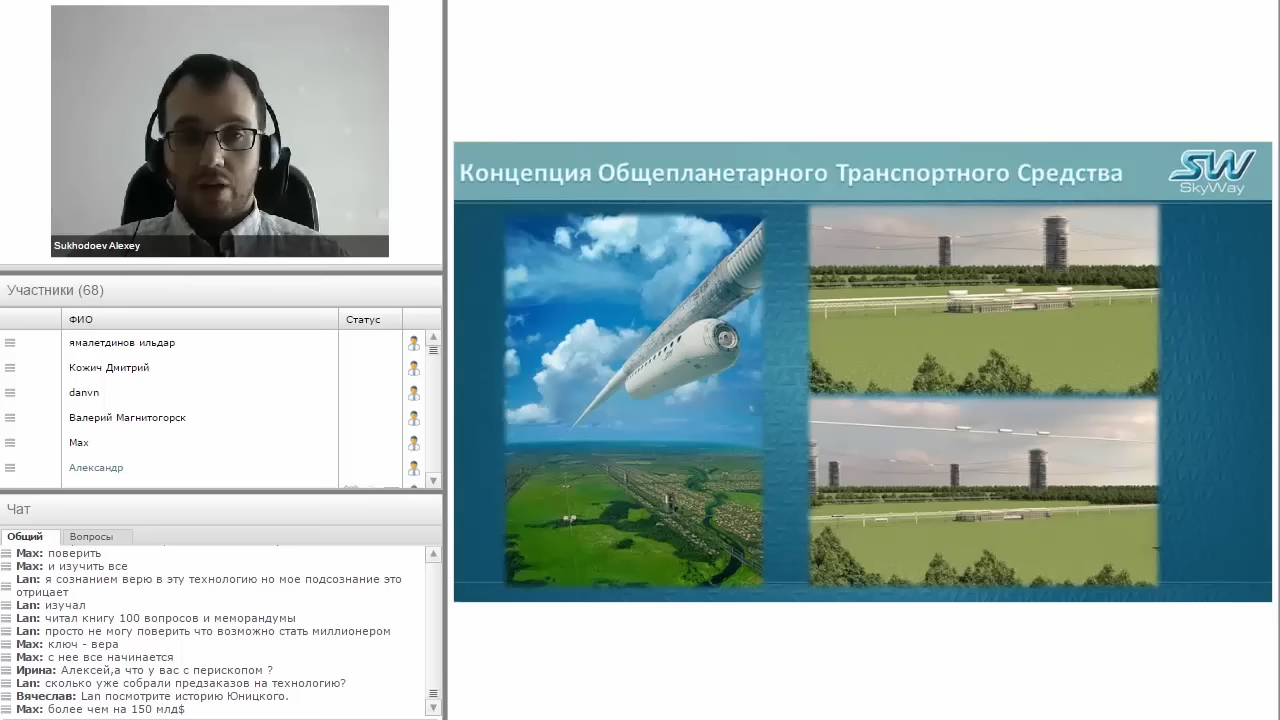 Sukhodoev Alexey
Участники (68)
ФИО Статус
ямалетдинов ильдар
Кожич Дмитрий
danvn
Валерий Магнитогорск
Max
Александр
Чат
Общий Вопросы
Max: поверить
Max: и изучить все
Lan: я сознанием верю в эту технологию но мое подсознание это
отрицает
Lan: изучал
Lan: читал книгу 100 вопросов и меморандумы
Lan: просто не могу поверить что возможно стать миллионером
Max: ключ - вера
Max: с нее все начинается
Ирина: Алексей,а что у вас с перископом ?
Lan: сколько уже собрали предзаказов на технологию?
Вячеслав: Lan посмотрите историю Юницкого.
Max: более чем на 150 млд$
Концепция Общепланетарного Транспортного Средства
SW
SkyWay